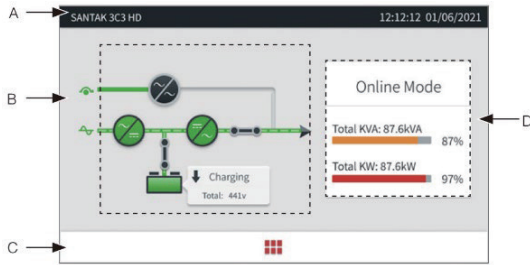 A
SANTAK 3C3 HD
12:12:12 01/06/2021
B
Online Mode
Total KVA: 87.6kVA
87%
D
Total KW: 87.6kW
97%
Charging
Total: 441v
C